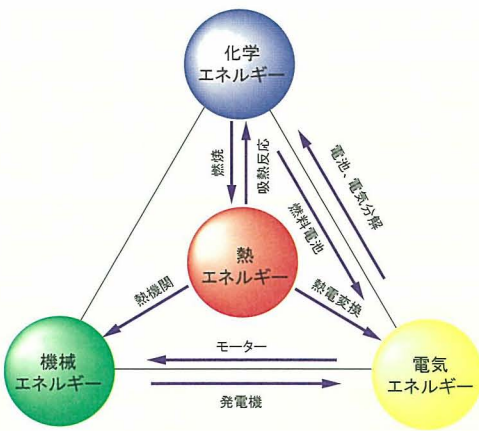 化学
エネルギー
燃焼
吸熱反応
燃料電池
電池、電気分解
熱
エネルギー
熱機関
熱電変換
機械
エネルギー
モーター
発電機
電気
エネルギー